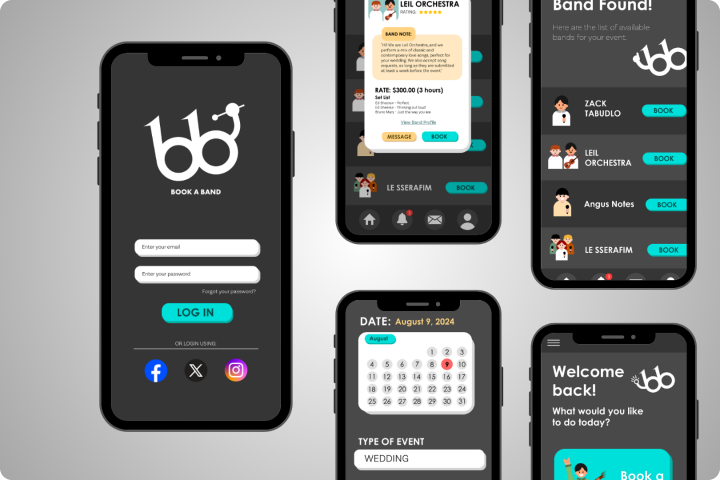 bb
BOOK A BAND
Enter your email
Enter your password
Forgot your password?
LOG IN
OR LOGIN USING
LEIL ORCHESTRA
RATING:
BAND NOTE:
"Hi! We are Leil Orchestra, and we
perform a mix of classic and
contemporary love songs, perfect for
your wedding. We also accept song
requests, as long as they are submitted
at least a week before the event."
RATE: $300.00 (3 hours)
Set List
Ed Sheeran - Perfect
Ed Sheeran - Thinking out loud
Bruno Mars - Just the way you are
View Band Profile
MESSAGE
BOOK
LE SSERAFIM
BOOK
DATE: August 9, 2024
August
1 2 3
4 5 6 7 8 9 10
11 12 13 14 15 16 17
18 19 20 21 22 23 24
25 26 27 28 29 30 31
TYPE OF EVENT
WEDDING
Band Found!
Here are the list of available
bands for your event.
bb
ZACK
TABUDLO
BOOK
LEIL
ORCHESTRA
BOOK
Angus Notes
BOOK
LE SSERAFIM
BOOK
Welcome
back!
bb
What would you like
to do today?
Book a